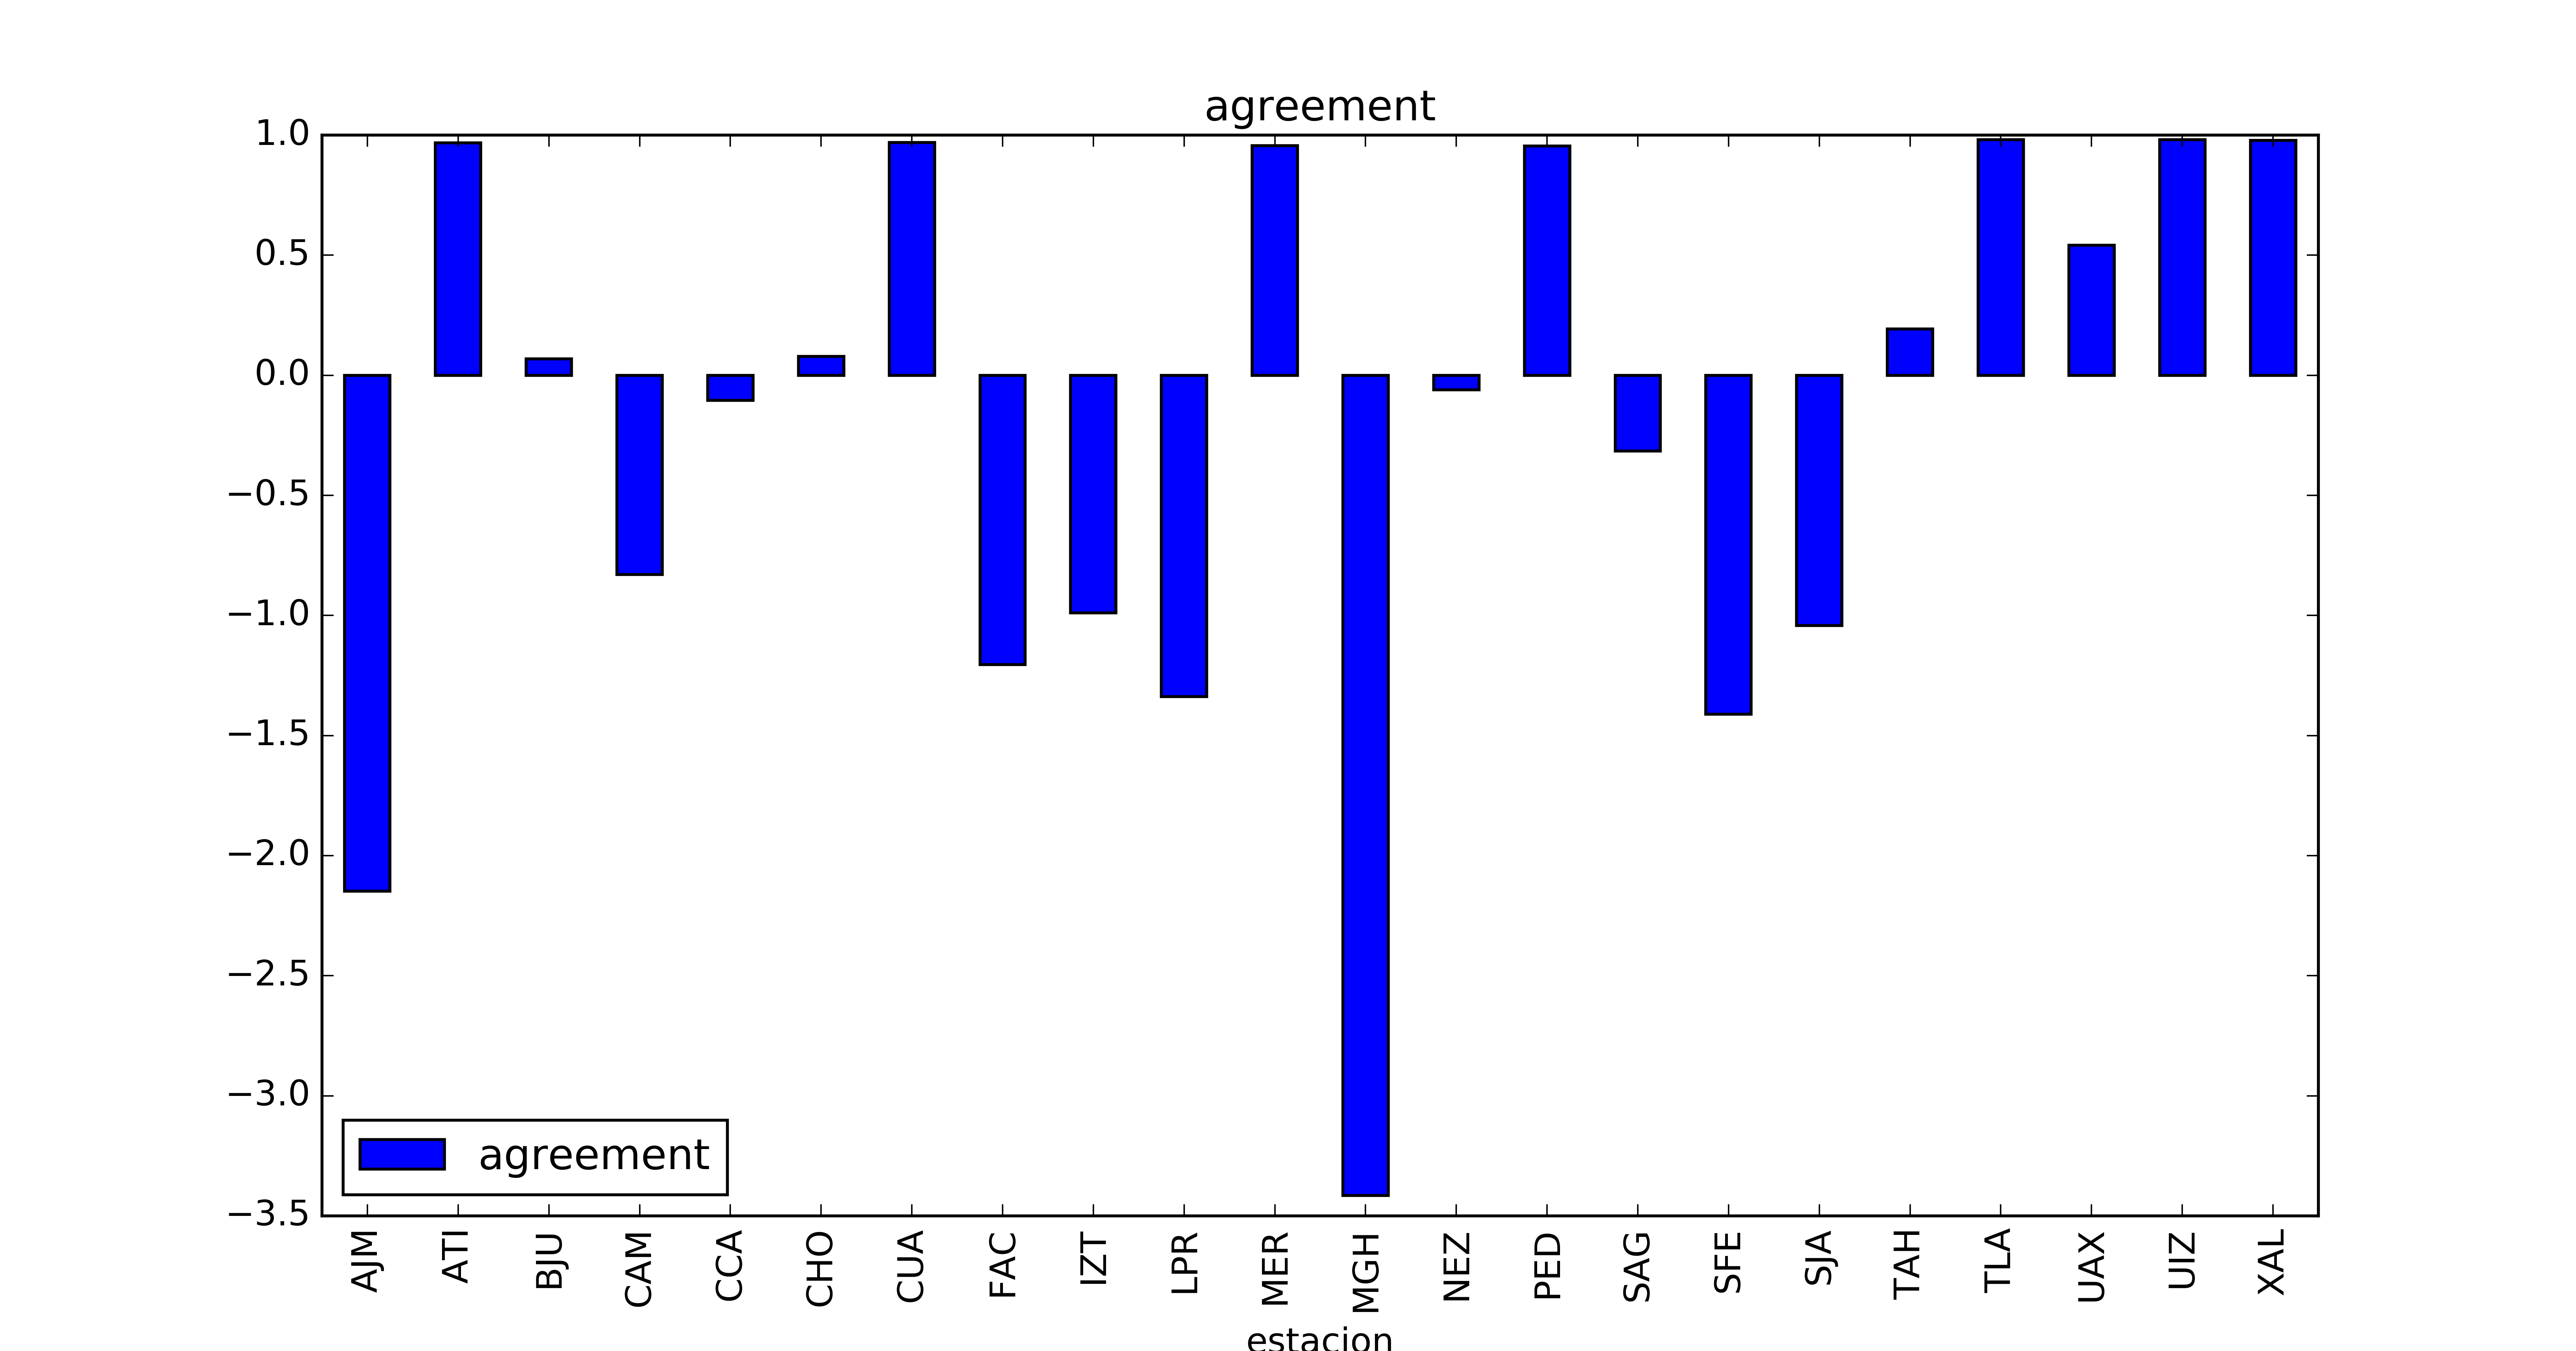 agreement
1.0
0.5
0.0
−0.5
−1.0
−1.5
−2.0
−2.5
−3.0
−3.5
agreement
AJM ATI BJU CAM CCA CHO CUA FAC IZT LPR MER MGH NEZ PED SAG SFE SJA TAH TLA UAX UIZ XAL
estacion